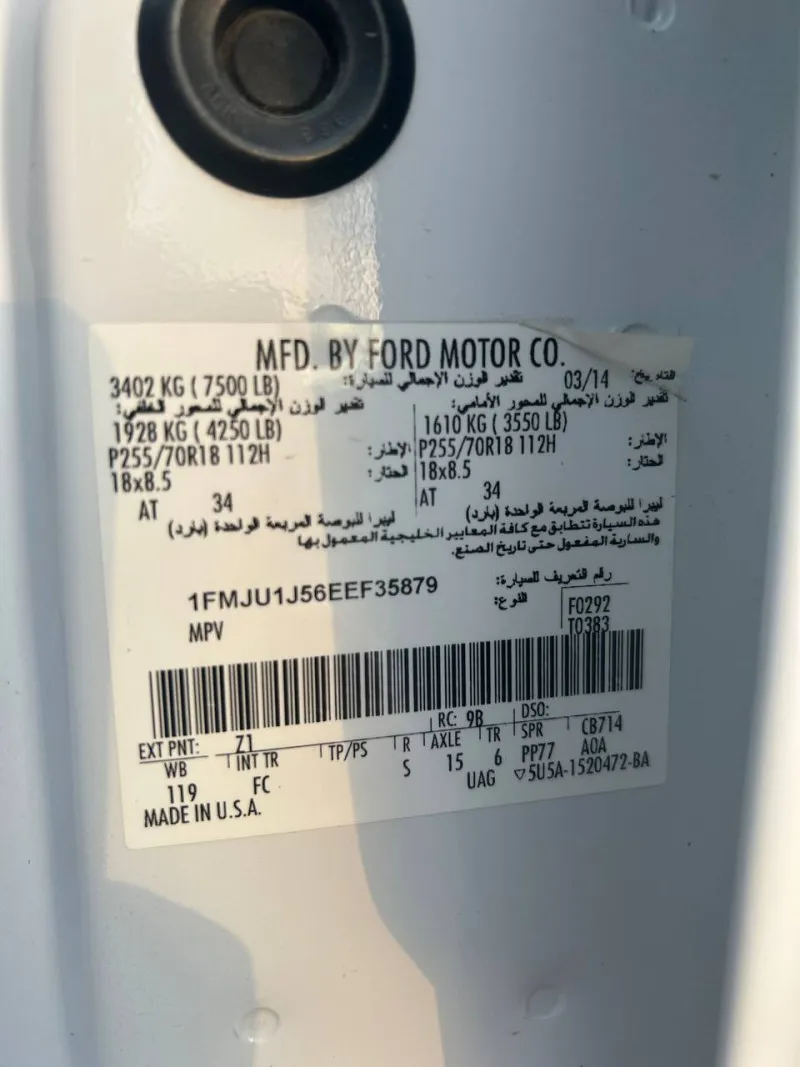 MFD. BY FORD MOTOR CO.
03/14 تقدير الوزن الإجمالي للسيارة: 3402 KG ( 7500 LB)
تقدير الوزن الإجمالي للمحور الأمامي: تقدير الوزن الإجمالي للمحور الخلفي:
1928 KG ( 4250 LB) 1610 KG ( 3550 LB)
P255/70R18 112H الإطار: P255/70R18 112H الإطار:
18x8.5 الحتار: 18x8.5 الحتار:
AT 34 AT 34
ليبرا للبوصة المربعة الواحدة (بارد) ليبرا للبوصة المربعة الواحدة (بارد)
هذه السيارة تتطابق مع كافة المعايير الخليجية المعمول بها
والسارية المفعول حتى تاريخ الصنع.
1FMJU1J56EEF35879 رقم التعريف للسيارة:
MPV النوع: F0292
T0383
EXT PNT: Z1 RC: 9B DSO:
WB INT TR TP/PS R AXLE TR SPR CB714
119 FC S 15 6 PP77 A0A
MADE IN U.S.A. UAG ▽5U5A-1520472-BA